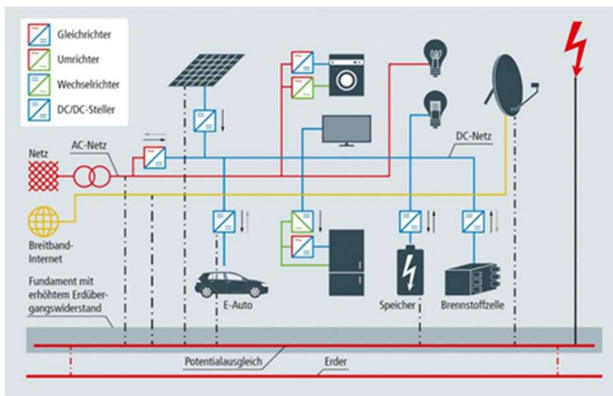 Gleichrichter
Umrichter
Wechselrichter
DC/DC-Steller
Netz
AC-Netz
DC-Netz
Breitband-
Internet
Fundament mit
erhöhtem Erdüber-
gangswiderstand
E-Auto
Speicher
Brennstoffzelle
Potentialausgleich
Erder